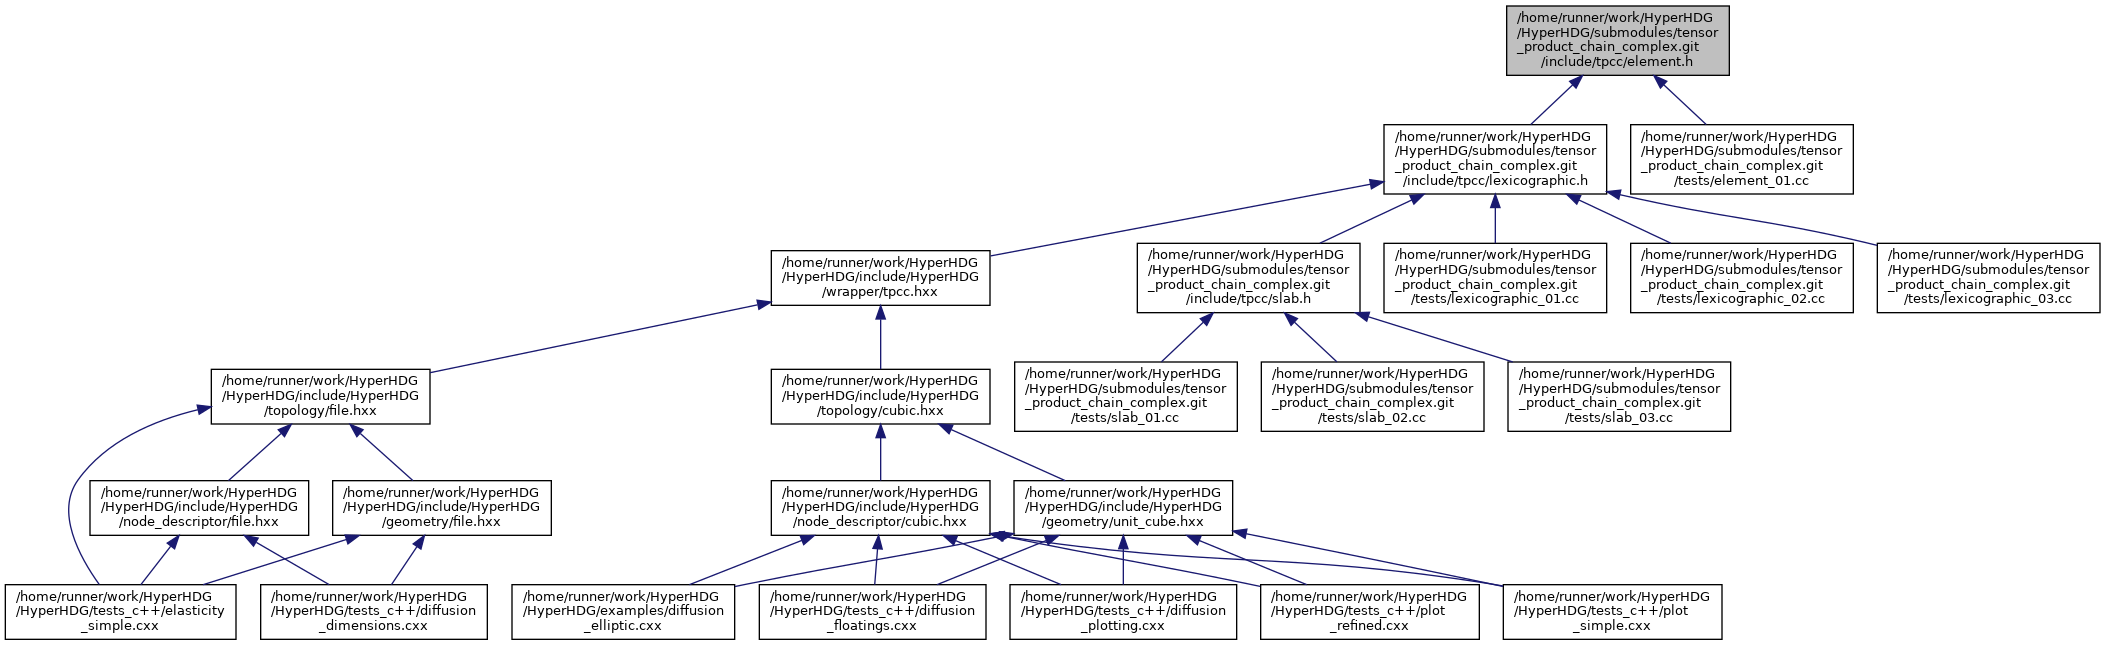 /home/runner/work/HyperHDG
/HyperHDG/submodules/tensor
_product_chain_complex.git
/include/tpcc/element.h
/home/runner/work/HyperHDG
/HyperHDG/submodules/tensor
_product_chain_complex.git
/include/tpcc/lexicographic.h
/home/runner/work/HyperHDG
/HyperHDG/submodules/tensor
_product_chain_complex.git
/tests/element_01.cc
/home/runner/work/HyperHDG
/HyperHDG/include/HyperHDG
/wrapper/tpcc.hxx
/home/runner/work/HyperHDG
/HyperHDG/submodules/tensor
_product_chain_complex.git
/include/tpcc/slab.h
/home/runner/work/HyperHDG
/HyperHDG/submodules/tensor
_product_chain_complex.git
/tests/lexicographic_01.cc
/home/runner/work/HyperHDG
/HyperHDG/submodules/tensor
_product_chain_complex.git
/tests/lexicographic_02.cc
/home/runner/work/HyperHDG
/HyperHDG/submodules/tensor
_product_chain_complex.git
/tests/lexicographic_03.cc
/home/runner/work/HyperHDG
/HyperHDG/include/HyperHDG
/topology/file.hxx
/home/runner/work/HyperHDG
/HyperHDG/include/HyperHDG
/topology/cubic.hxx
/home/runner/work/HyperHDG
/HyperHDG/submodules/tensor
_product_chain_complex.git
/tests/slab_01.cc
/home/runner/work/HyperHDG
/HyperHDG/submodules/tensor
_product_chain_complex.git
/tests/slab_02.cc
/home/runner/work/HyperHDG
/HyperHDG/submodules/tensor
_product_chain_complex.git
/tests/slab_03.cc
/home/runner/work/HyperHDG
/HyperHDG/include/HyperHDG
/node_descriptor/file.hxx
/home/runner/work/HyperHDG
/HyperHDG/include/HyperHDG
/geometry/file.hxx
/home/runner/work/HyperHDG
/HyperHDG/include/HyperHDG
/node_descriptor/cubic.hxx
/home/runner/work/HyperHDG
/HyperHDG/include/HyperHDG
/geometry/unit_cube.hxx
/home/runner/work/HyperHDG
/HyperHDG/tests_c++/elasticity
_simple.cxx
/home/runner/work/HyperHDG
/HyperHDG/tests_c++/diffusion
_dimensions.cxx
/home/runner/work/HyperHDG
/HyperHDG/examples/diffusion
_elliptic.cxx
/home/runner/work/HyperHDG
/HyperHDG/tests_c++/diffusion
_floatings.cxx
/home/runner/work/HyperHDG
/HyperHDG/tests_c++/diffusion
_plotting.cxx
/home/runner/work/HyperHDG
/HyperHDG/tests_c++/plot
_refined.cxx
/home/runner/work/HyperHDG
/HyperHDG/tests_c++/plot
_simple.cxx